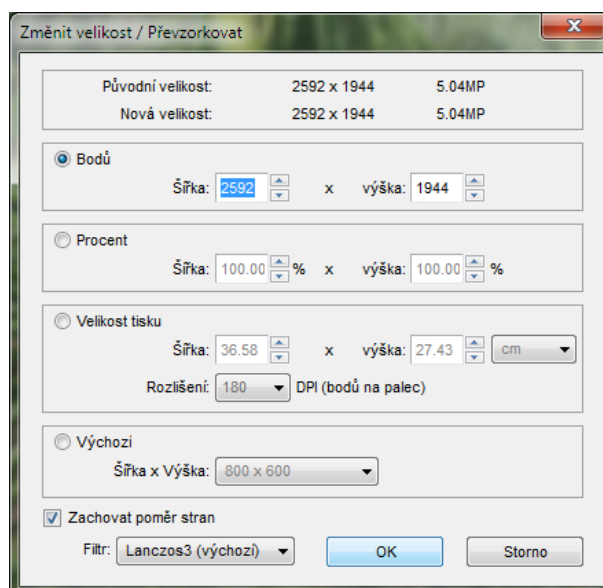 Změnit velikost / Převzorkovat
Původní velikost: 2592 x 1944 5.04MP
Nová velikost: 2592 x 1944 5.04MP
Bodů
Šířka: 2592 x výška: 1944
Procent
Šířka: 100.00 % x výška: 100.00 %
Velikost tisku
Šířka: 36.58 x výška: 27.43 cm
Rozlišení: 180 DPI (bodů na palec)
Výchozi
Šířka x Výška: 800 x 600
Zachovat poměr stran
Filtr: Lanczos3 (výchozi) OK Storno